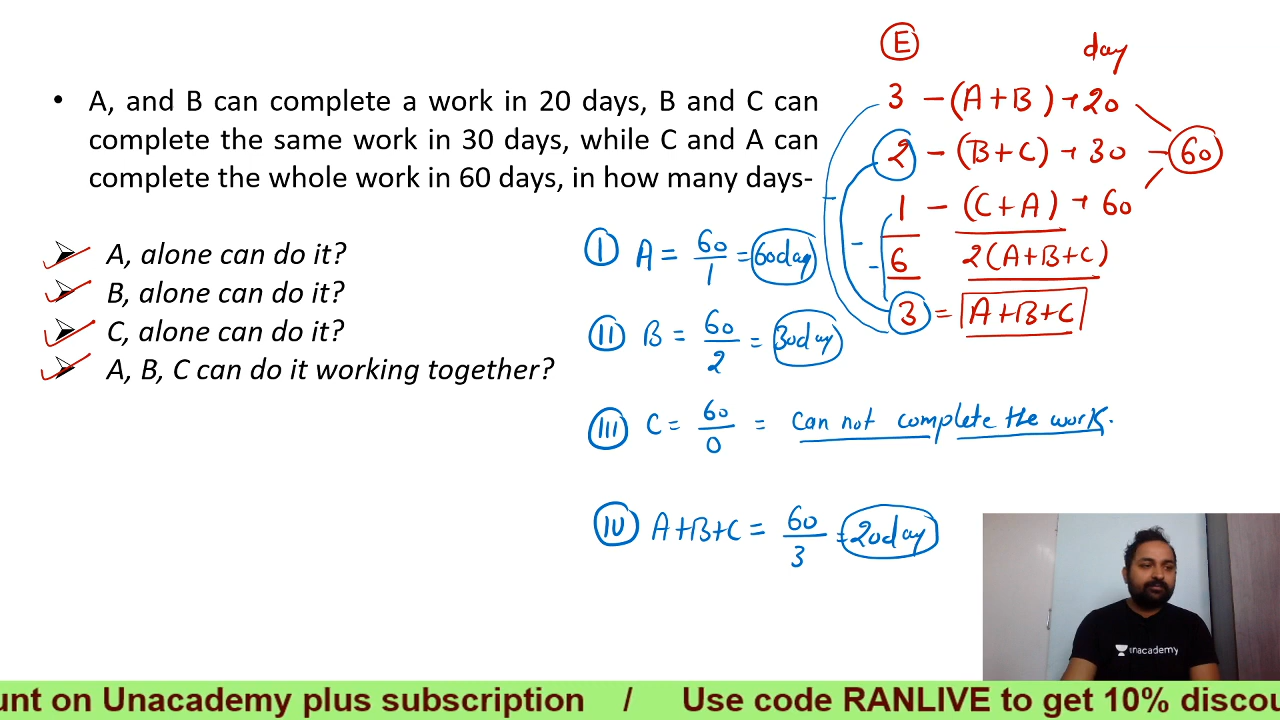 • A, and B can complete a work in 20 days, B and C can
complete the same work in 30 days, while C and A can
complete the whole work in 60 days, in how many days-
A, alone can do it?
B, alone can do it?
C, alone can do it?
A, B, C can do it working together?
E day
3 – (A+B) → 20
2 – (B+C) → 30 – 60
1 – (C+A) → 60
6 2(A+B+C)
3 = A+B+C
I A = 60/1 = 60day
II B = 60/2 = 30day
III C = 60/0 = Can not complete the work.
IV A+B+C = 60/3 = 20day
unacademy
unt on Unacademy plus subscription / Use code RANLIVE to get 10% discou